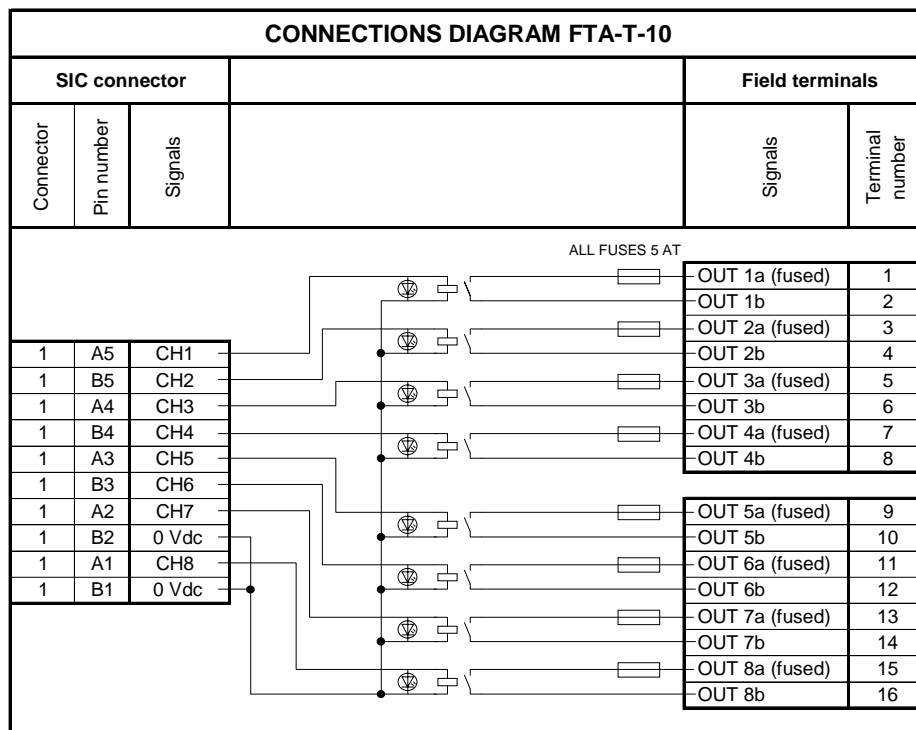 CONNECTIONS DIAGRAM FTA-T-10
SIC connector Field terminals
Connector Pin number Signals Signals Terminal number
ALL FUSES 5 AT
OUT 1a (fused) 1
OUT 1b 2
OUT 2a (fused) 3
1 A5 CH1 OUT 2b 4
1 B5 CH2 OUT 3a (fused) 5
1 A4 CH3 OUT 3b 6
1 B4 CH4 OUT 4a (fused) 7
1 A3 CH5 OUT 4b 8
1 B3 CH6
1 A2 CH7 OUT 5a (fused) 9
1 B2 0 Vdc OUT 5b 10
1 A1 CH8 OUT 6a (fused) 11
1 B1 0 Vdc OUT 6b 12
OUT 7a (fused) 13
OUT 7b 14
OUT 8a (fused) 15
OUT 8b 16